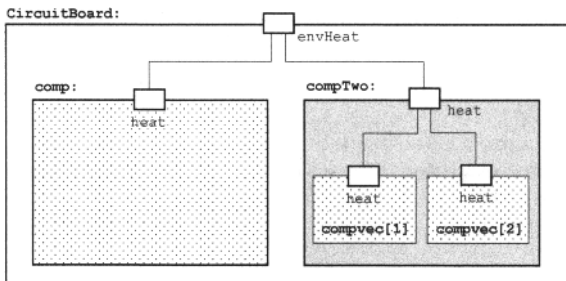 CircuitBoard:
envHeat
comp:
compTwo:
heat
heat
heat
heat
compvec[1]
compvec[2]